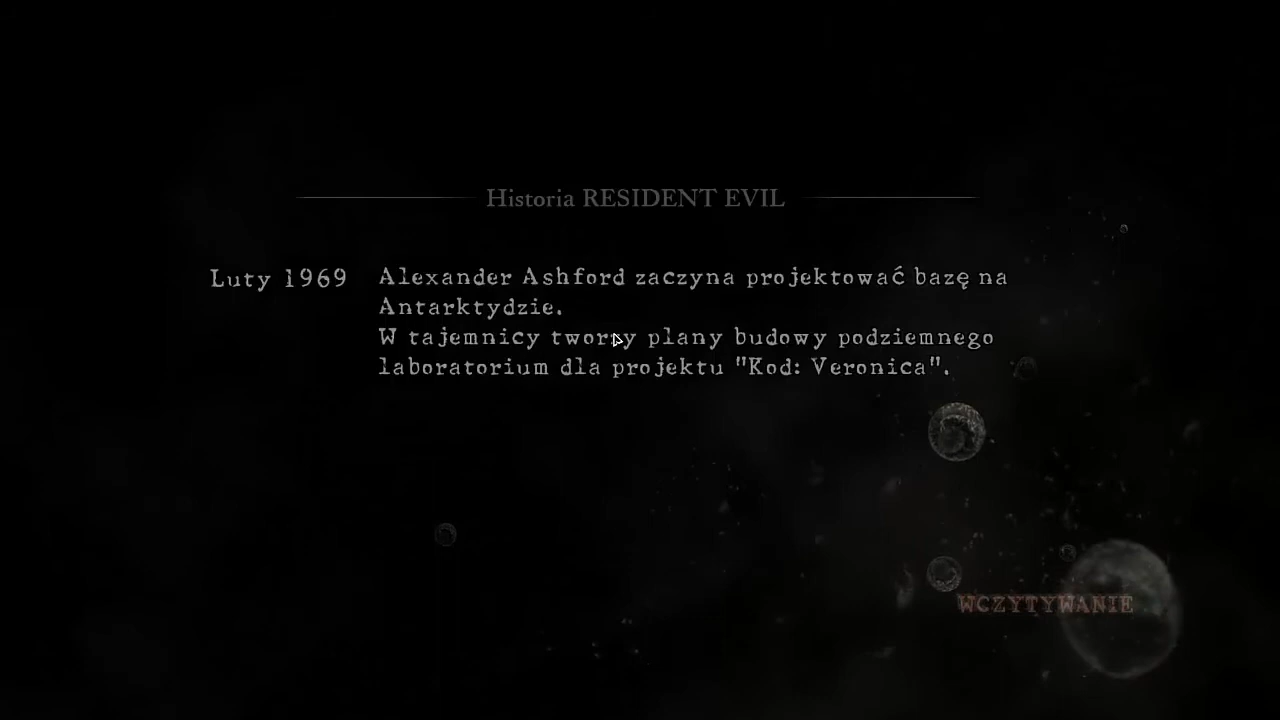 Historia RESIDENT EVIL
Luty 1969 Alexander Ashford zaczyna projektować bazę na
Antarktydzie.
W tajemnicy tworzy plany budowy podziemnego
laboratorium dla projektu "Kod: Veronica".
WCZYTYWANIE